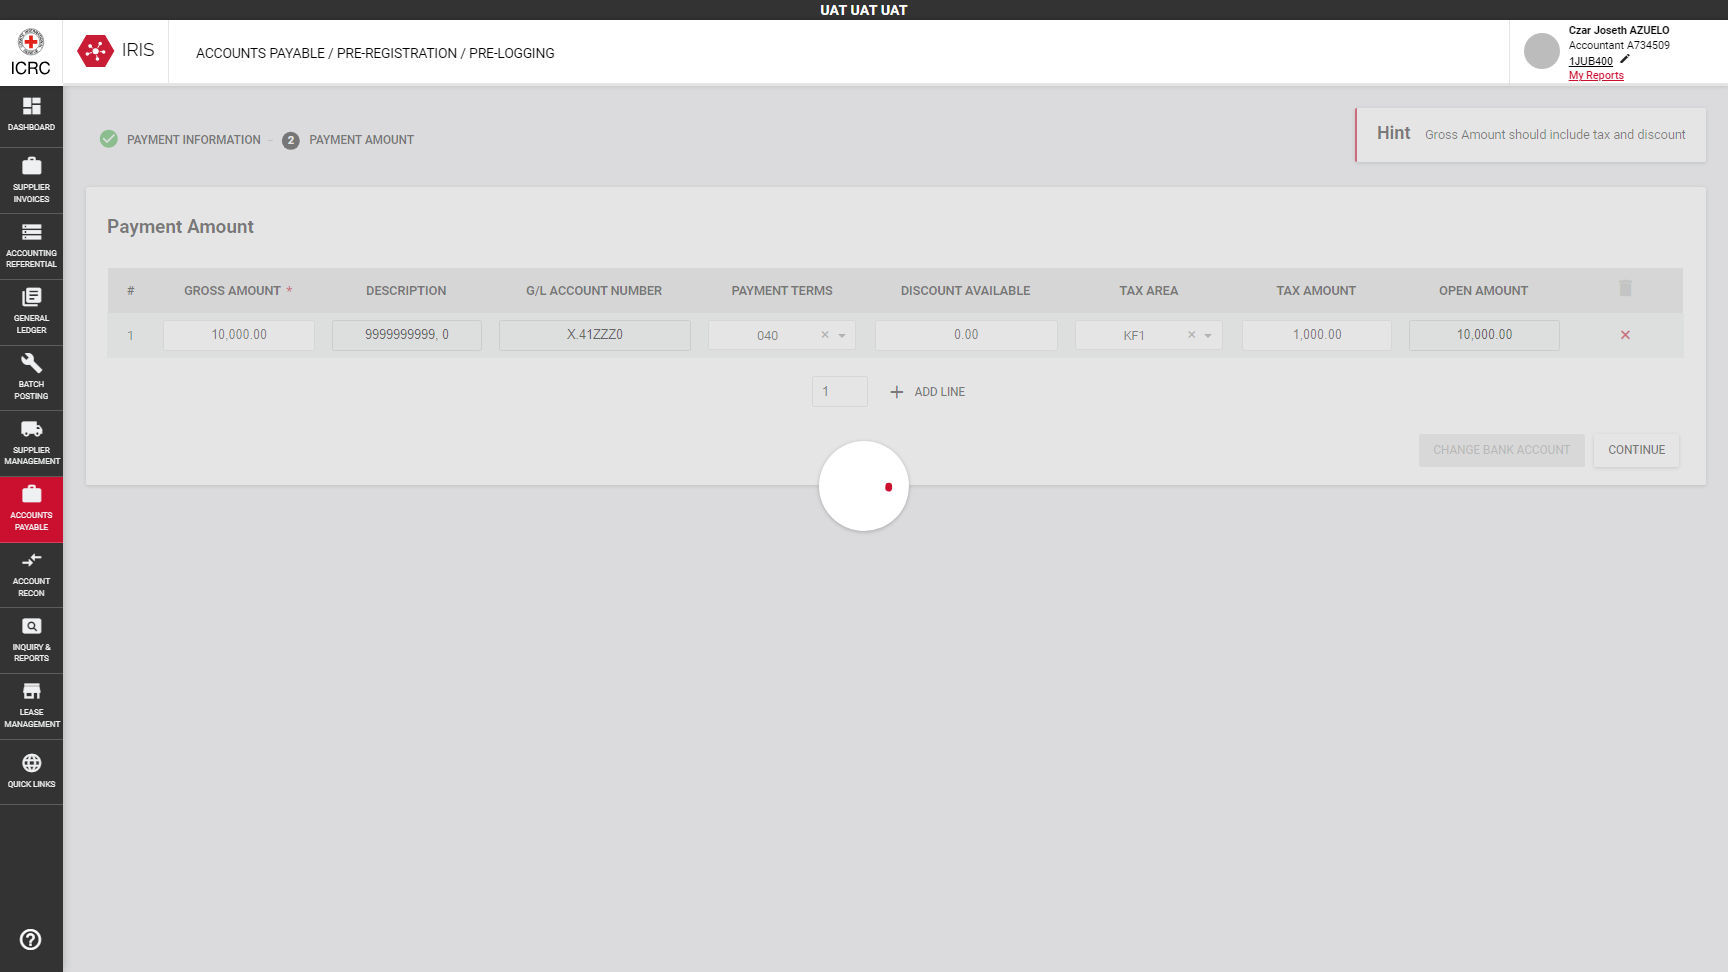 UAT UAT UAT
ICRC
IRIS
ACCOUNTS PAYABLE / PRE-REGISTRATION / PRE-LOGGING
Czar Joseth AZUELO
Accountant A734509
1JUB400
My Reports
DASHBOARD
SUPPLIER
INVOICES
ACCOUNTING
REFERENTIAL
GENERAL
LEDGER
BATCH
POSTING
SUPPLIER
MANAGEMENT
ACCOUNTS
PAYABLE
ACCOUNT
RECON
INQUIRY &
REPORTS
LEASE
MANAGEMENT
QUICK LINKS
PAYMENT INFORMATION – 2 PAYMENT AMOUNT
Hint Gross Amount should include tax and discount
Payment Amount
# GROSS AMOUNT * DESCRIPTION G/L ACCOUNT NUMBER PAYMENT TERMS DISCOUNT AVAILABLE TAX AREA TAX AMOUNT OPEN AMOUNT
1 10,000.00 9999999999, 0 X.41ZZZ0 040 0.00 KF1 1,000.00 10,000.00
1 ADD LINE
CHANGE BANK ACCOUNT CONTINUE